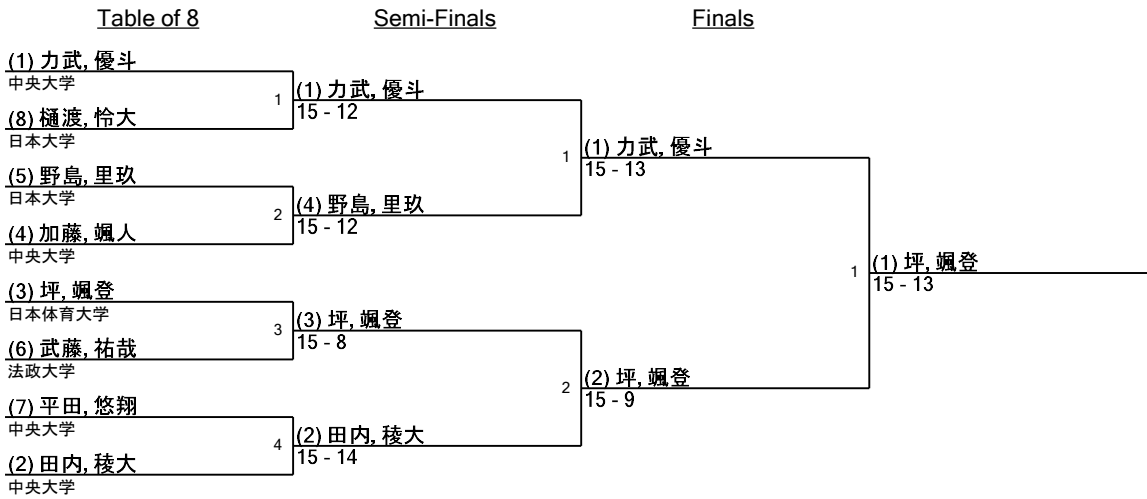 Table of 8
Semi-Finals
Finals
(1) 力武, 優斗
中央大学
(8) 樋渡, 怜大
日本大学
(5) 野島, 里玖
日本大学
(4) 加藤, 颯人
中央大学
(3) 坪, 颯登
日本体育大学
(6) 武藤, 祐哉
法政大学
(7) 平田, 悠翔
中央大学
(2) 田内, 稜大
中央大学
1
(1) 力武, 優斗
15 - 12
2
(4) 野島, 里玖
15 - 12
3
(3) 坪, 颯登
15 - 8
4
(2) 田内, 稜大
15 - 14
1
(1) 力武, 優斗
15 - 13
2
(2) 坪, 颯登
15 - 9
1
(1) 坪, 颯登
15 - 13